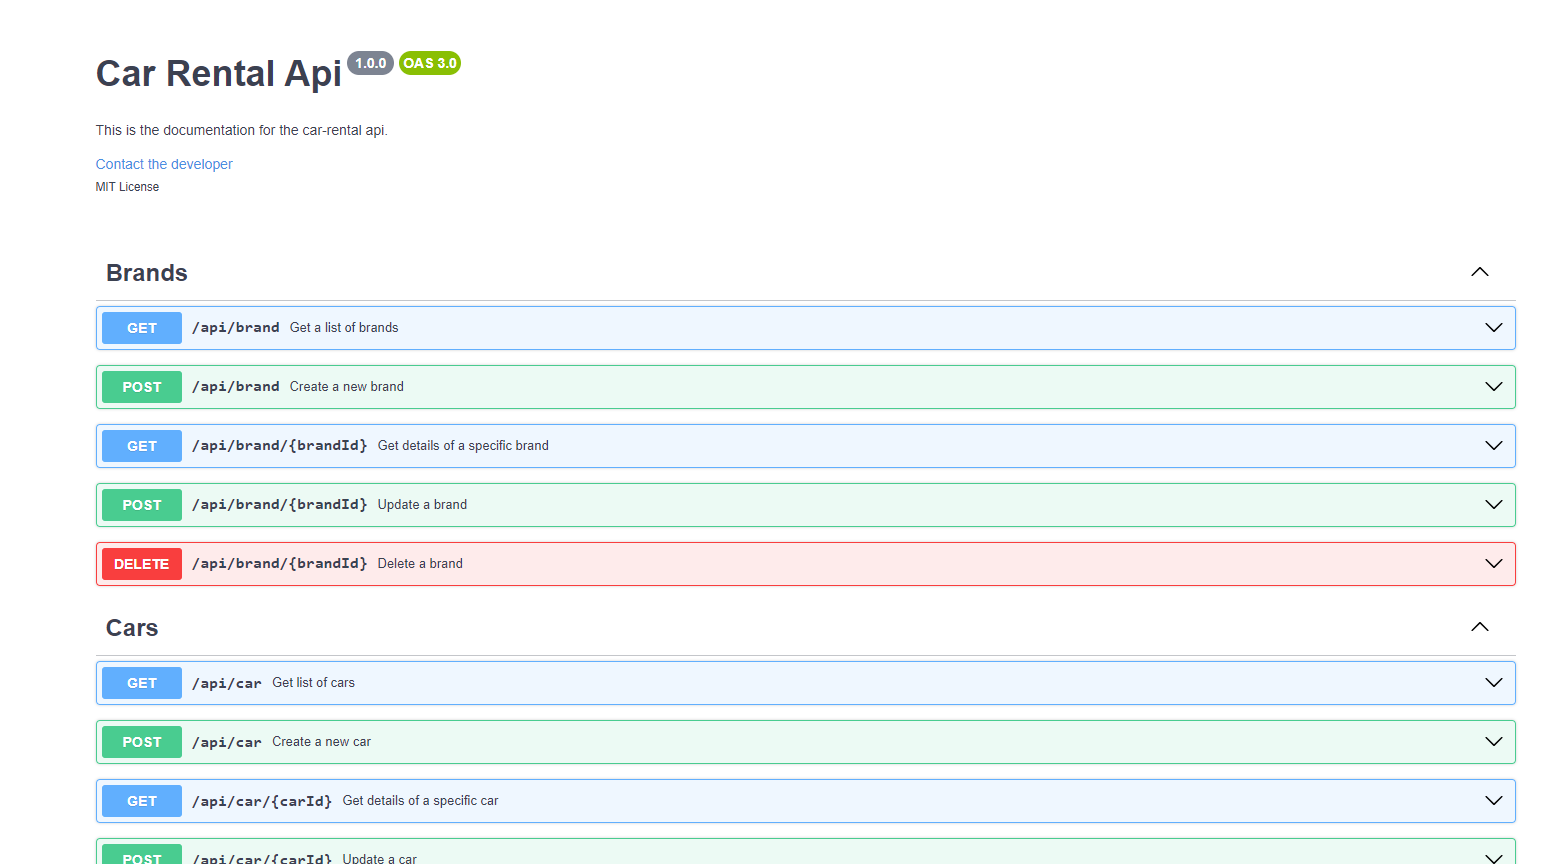 Car Rental Api 1.0.0 OAS 3.0
This is the documentation for the car-rental api.
Contact the developer
MIT License
Brands
GET /api/brand Get a list of brands
POST /api/brand Create a new brand
GET /api/brand/{brandId} Get details of a specific brand
POST /api/brand/{brandId} Update a brand
DELETE /api/brand/{brandId} Delete a brand
Cars
GET /api/car Get list of cars
POST /api/car Create a new car
GET /api/car/{carId} Get details of a specific car
POST /api/car/{carId} Update a car